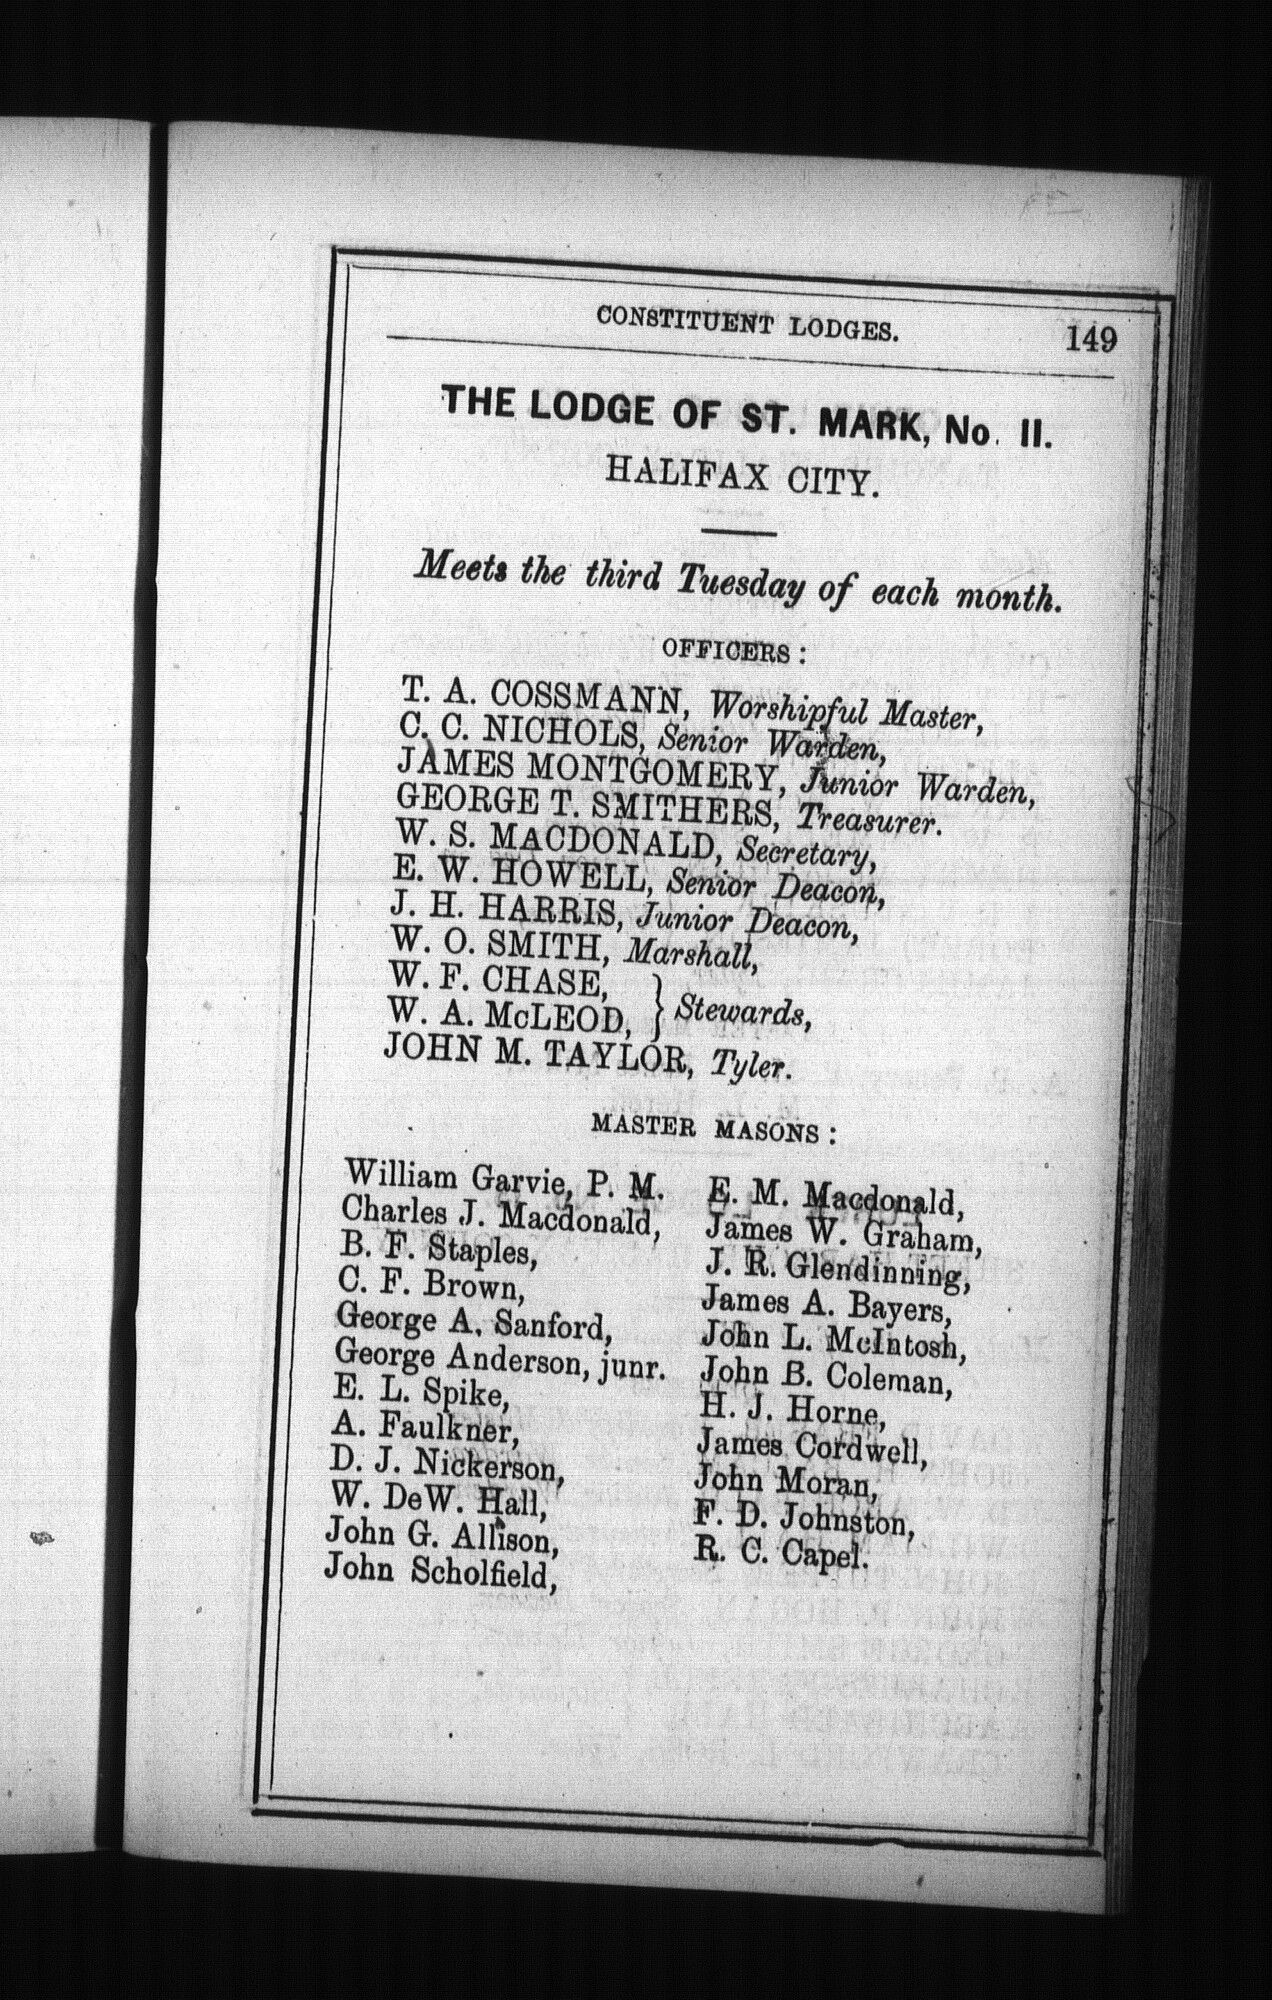 CONSTITUENT LODGES. 149
THE LODGE OF ST. MARK, No. II.
HALIFAX CITY.
Meets the third Tuesday of each month.
OFFICERS:
T. A. COSSMANN, Worshipful Master,
C. C. NICHOLS, Senior Warden,
JAMES MONTGOMERY, Junior Warden,
GEORGE T. SMITHERS, Treasurer.
W. S. MACDONALD, Secretary,
E. W. HOWELL, Senior Deacon,
J. H. HARRIS, Junior Deacon,
W. O. SMITH, Marshall,
W. F. CHASE,
W. A. McLEOD, } Stewards,
JOHN M. TAYLOR, Tyler.
MASTER MASONS:
William Garvie, P. M.
Charles J. Macdonald,
B. F. Staples,
C. F. Brown,
George A. Sanford,
George Anderson, junr.
E. L. Spike,
A. Faulkner,
D. J. Nickerson,
W. DeW. Hall,
John G. Allison,
John Scholfield,
E. M. Macdonald,
James W. Graham,
J. R. Glendinning,
James A. Bayers,
John L. McIntosh,
John B. Coleman,
H. J. Horne,
James Cordwell,
John Moran,
F. D. Johnston,
R. C. Capel.